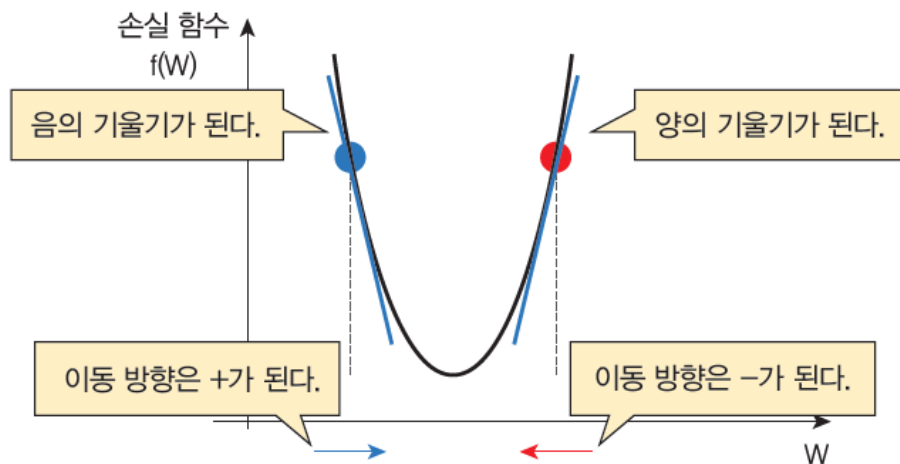 손실 함수
f(W)
음의 기울기가 된다.
양의 기울기가 된다.
이동 방향은 +가 된다.
이동 방향은 −가 된다.
W